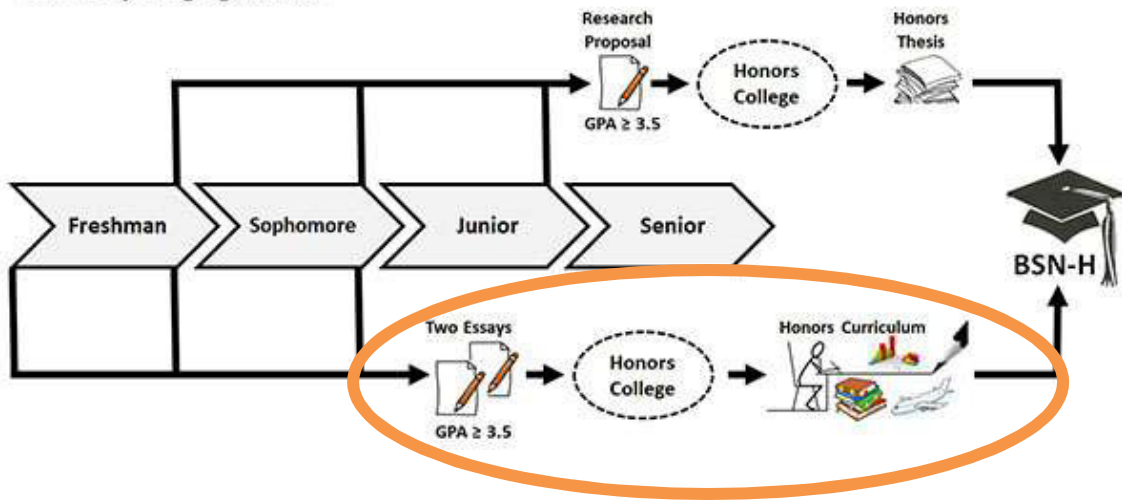 Research
Proposal
GPA ≥ 3.5
Honors
College
Honors
Thesis
Freshman
Sophomore
Junior
Senior
BSN-H
Two Essays
GPA ≥ 3.5
Honors
College
Honors Curriculum